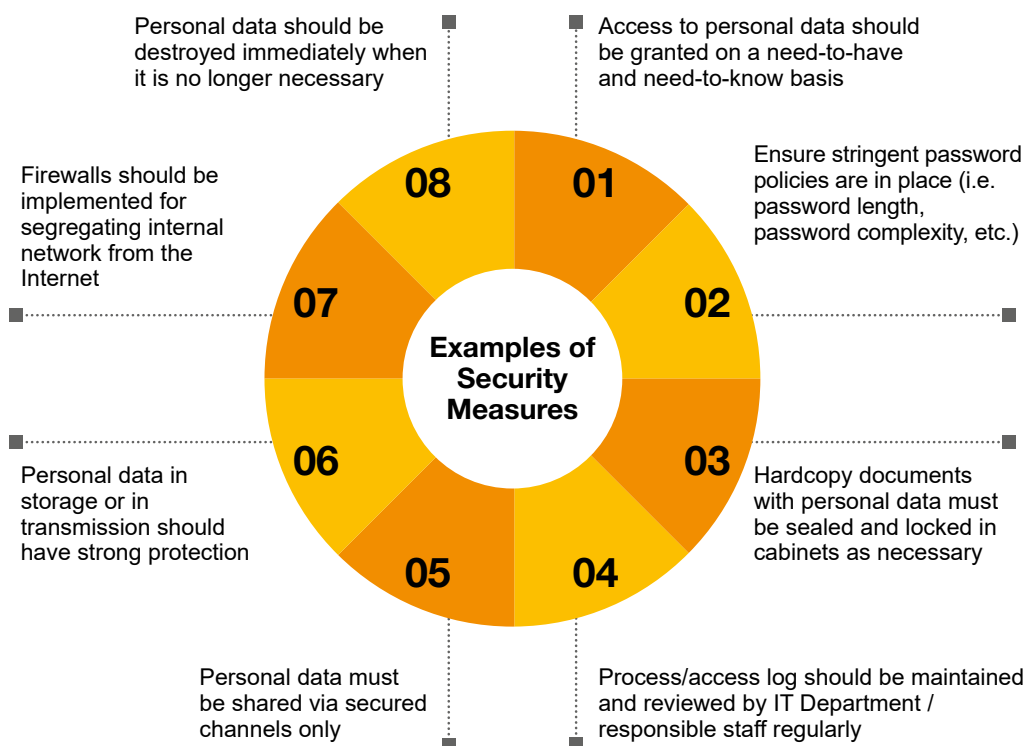 Examples of
Security
Measures
01
Access to personal data should
be granted on a need-to-have
and need-to-know basis
02
Ensure stringent password
policies are in place (i.e.
password length,
password complexity, etc.)
03
Hardcopy documents
with personal data must
be sealed and locked in
cabinets as necessary
04
Process/access log should be maintained
and reviewed by IT Department /
responsible staff regularly
05
Personal data must
be shared via secured
channels only
06
Personal data in
storage or in
transmission should
have strong protection
07
Firewalls should be
implemented for
segregating internal
network from the
Internet
08
Personal data should be
destroyed immediately when
it is no longer necessary